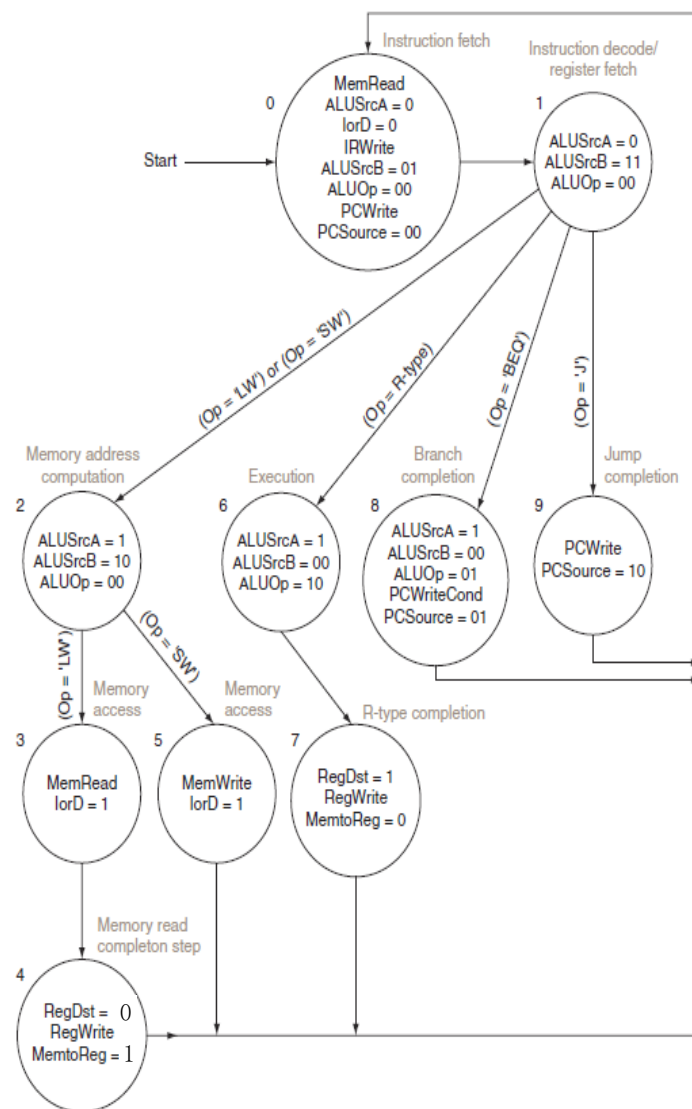 Instruction fetch
0
MemRead
ALUSrcA = 0
IorD = 0
IRWrite
ALUSrcB = 01
ALUOp = 00
PCWrite
PCSource = 00
Start
Instruction decode/
register fetch
1
ALUSrcA = 0
ALUSrcB = 11
ALUOp = 00
(Op = 'LW') or (Op = 'SW')
(Op = R-type)
(Op = 'BEQ')
(Op = 'J')
Memory address
computation
2
ALUSrcA = 1
ALUSrcB = 10
ALUOp = 00
Execution
6
ALUSrcA = 1
ALUSrcB = 00
ALUOp = 10
Branch
completion
8
ALUSrcA = 1
ALUSrcB = 00
ALUOp = 01
PCWriteCond
PCSource = 01
Jump
completion
9
PCWrite
PCSource = 10
(Op = 'LW')
(Op = 'SW')
Memory
access
3
MemRead
IorD = 1
Memory
access
5
MemWrite
IorD = 1
R-type completion
7
RegDst = 1
RegWrite
MemtoReg = 0
Memory read
completon step
4
RegDst = 0
RegWrite
MemtoReg = 1